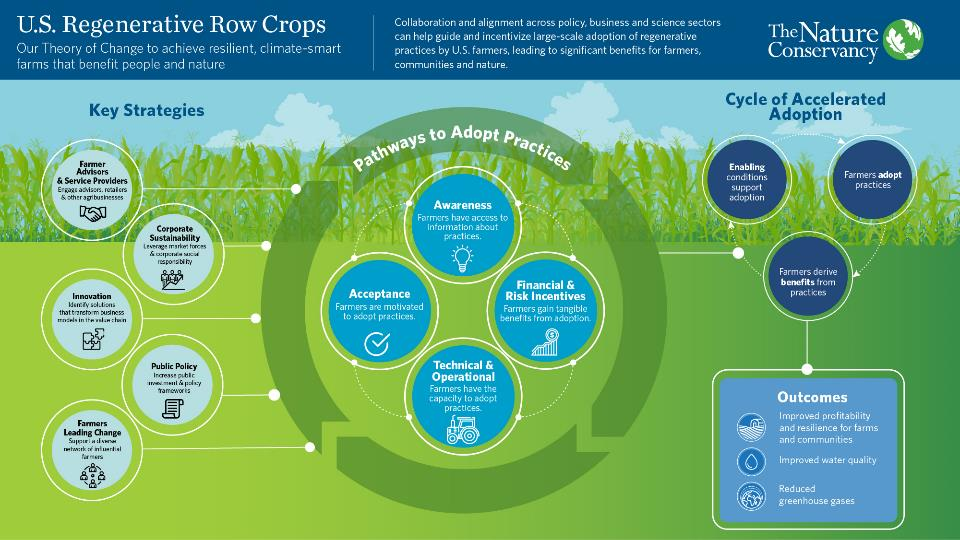 U.S. Regenerative Row Crops
Our Theory of Change to achieve resilient, climate-smart
farms that benefit people and nature
Collaboration and alignment across policy, business and science sectors
can help guide and incentivize large-scale adoption of regenerative
practices by U.S. farmers, leading to significant benefits for farmers,
communities and nature.
The Nature
Conservancy
Key Strategies
Farmer
Advisors
& Service Providers
Engage advisors, retailers
& other agribusinesses
Corporate
Sustainability
Leverage market forces
& corporate social
responsibility
Innovation
Identify solutions
that transform business
models in the value chain
Public Policy
Increase public
investment & policy
frameworks
Farmers
Leading Change
Support a diverse
network of influential
farmers
Pathways to Adopt Practices
Awareness
Farmers have access to
information about
practices.
Acceptance
Farmers are motivated
to adopt practices.
Financial &
Risk Incentives
Farmers gain tangible
benefits from adoption.
$
Technical &
Operational
Farmers have the
capacity to adopt
practices.
Cycle of Accelerated
Adoption
Enabling
conditions
support
adoption
Farmers adopt
practices
Farmers derive
benefits from
practices
Outcomes
Improved profitability
and resilience for farms
and communities
Improved water quality
Reduced
greenhouse gases